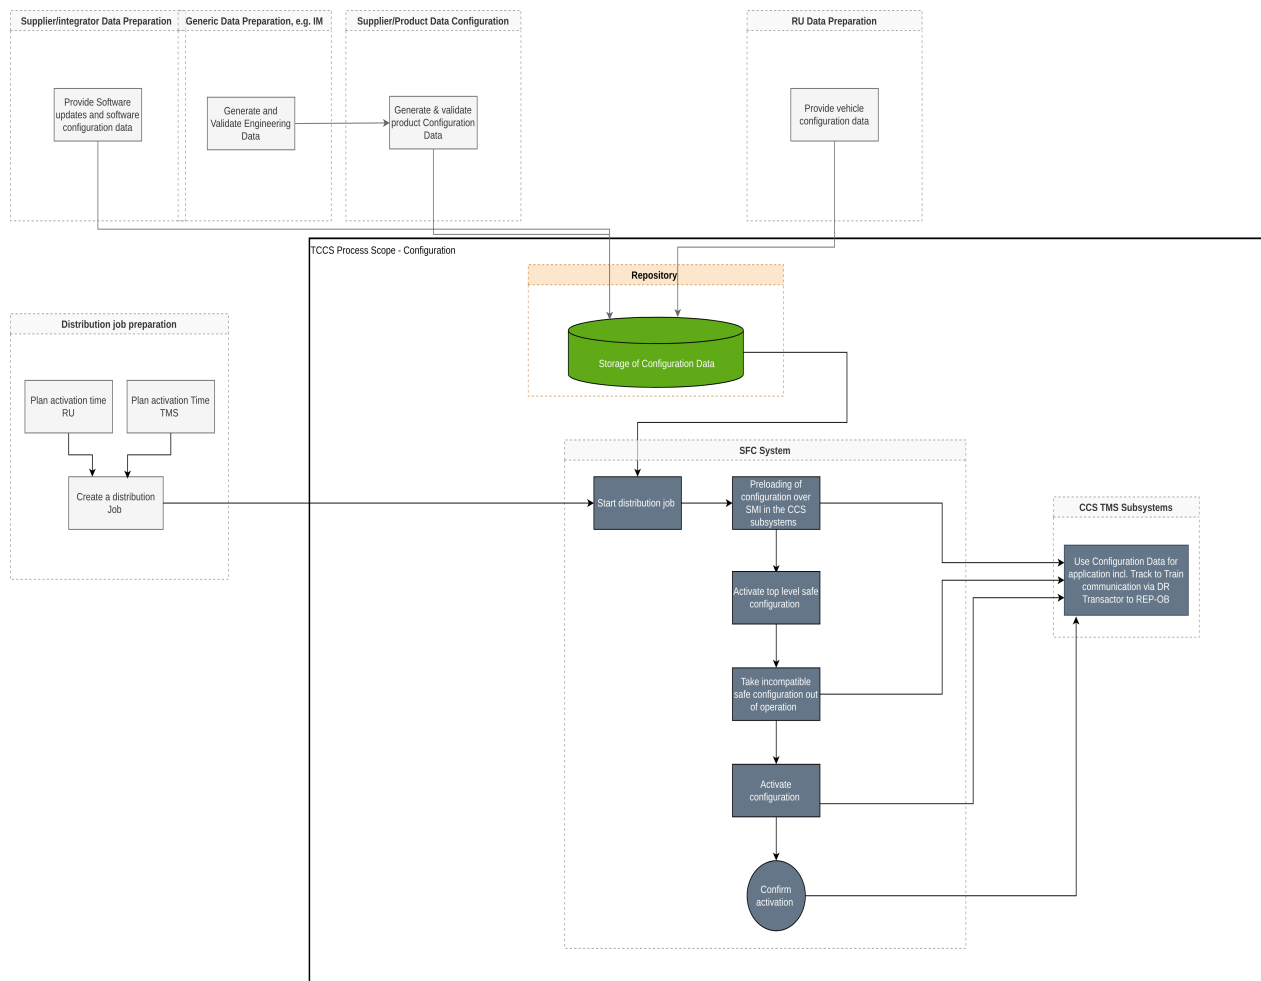 Supplier/integrator Data Preparation
Generic Data Preparation, e.g. IM
Supplier/Product Data Configuration
RU Data Preparation
Provide Software
updates and software
configuration data
Generate and
Validate Engineering
Data
Generate & validate
product Configuration
Data
Provide vehicle
configuration data
TCCS Process Scope - Configuration
Repository
Storage of Configuration Data
Distribution job preparation
Plan activation time
RU
Plan activation Time
TMS
Create a distribution
Job
SFC System
Start distribution job
Preloading of
configuration over
SMI in the CCS
subsystems
Activate top level safe
configuration
Take incompatible
safe configuration out
of operation
Activate
configuration
Confirm
activation
CCS TMS Subsystems
Use Configuration Data for
application incl. Track to Train
communication via DR
Transactor to REP-OB